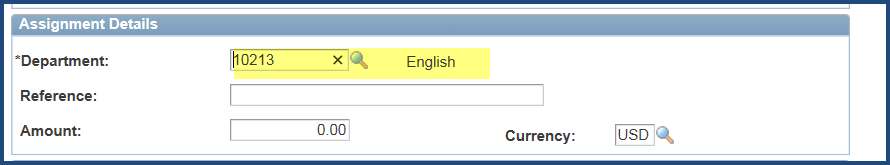 Assignment Details
*Department: 10213 × English
Reference:
Amount: 0.00 Currency: USD